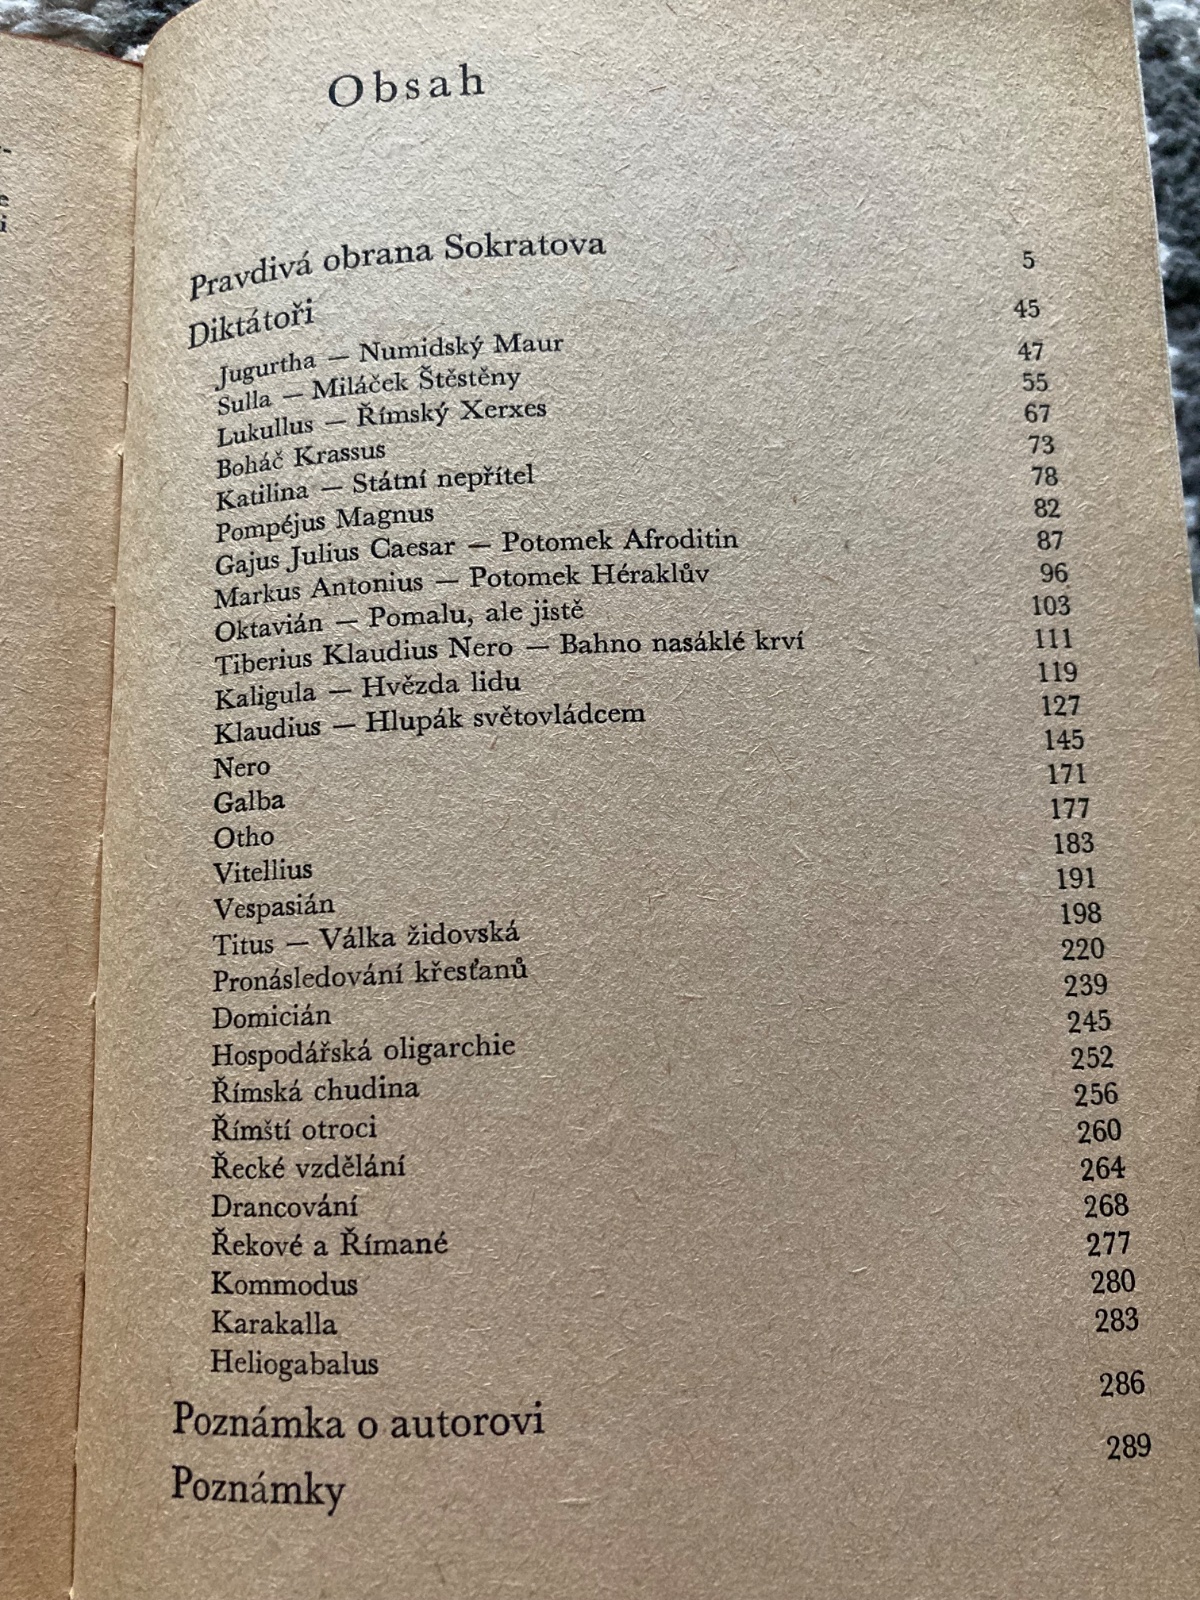 Obsah
Pravdivá obrana Sokratova 5
Diktátoři 45
Jugurtha — Numidský Maur 47
Sulla — Miláček Štěstěny 55
Lukullus — Římský Xerxes 67
Boháč Krassus 73
Katilina — Státní nepřítel 78
Pompéjus Magnus 82
Gajus Julius Caesar — Potomek Afroditin 87
Markus Antonius — Potomek Héraklův 96
Oktavián — Pomalu, ale jistě 103
Tiberius Klaudius Nero — Bahno nasáklé krví 111
Kaligula — Hvězda lidu 119
Klaudius — Hlupák světovládcem 127
Nero 145
Galba 171
Otho 177
Vitellius 183
Vespasián 191
Titus — Válka židovská 198
Pronásledování křesťanů 220
Domicián 239
Hospodářská oligarchie 245
Římská chudina 252
Římští otroci 256
Řecké vzdělání 260
Drancování 264
Řekové a Římané 268
Kommodus 277
Karakalla 280
Heliogabalus 283
Poznámka o autorovi 286
Poznámky 289